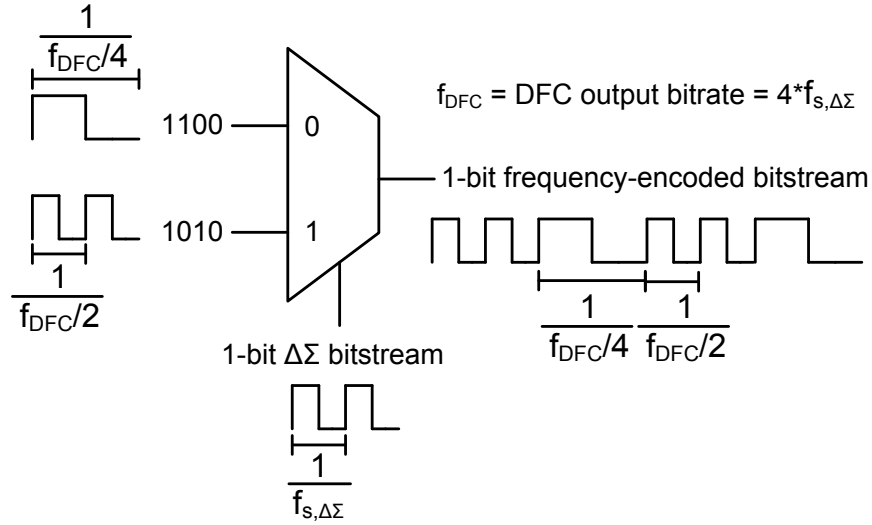 1
f_DFC/4
1100
0
f_DFC = DFC output bitrate = 4*f_s,ΔΣ
1-bit frequency-encoded bitstream
1010
1
1
f_DFC/2
1
f_DFC/4
1
f_DFC/2
1-bit ΔΣ bitstream
1
f_s,ΔΣ